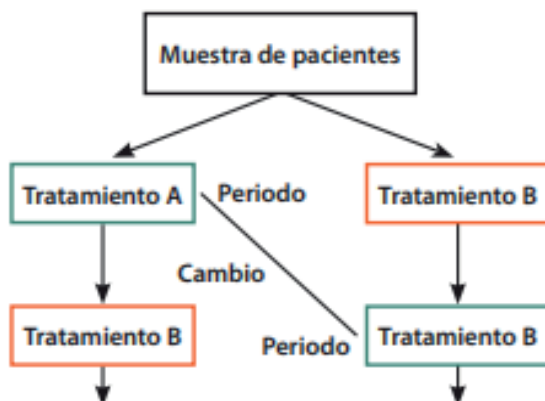 Muestra de pacientes
Tratamiento A
Periodo
Tratamiento B
Cambio
Tratamiento B
Periodo
Tratamiento B